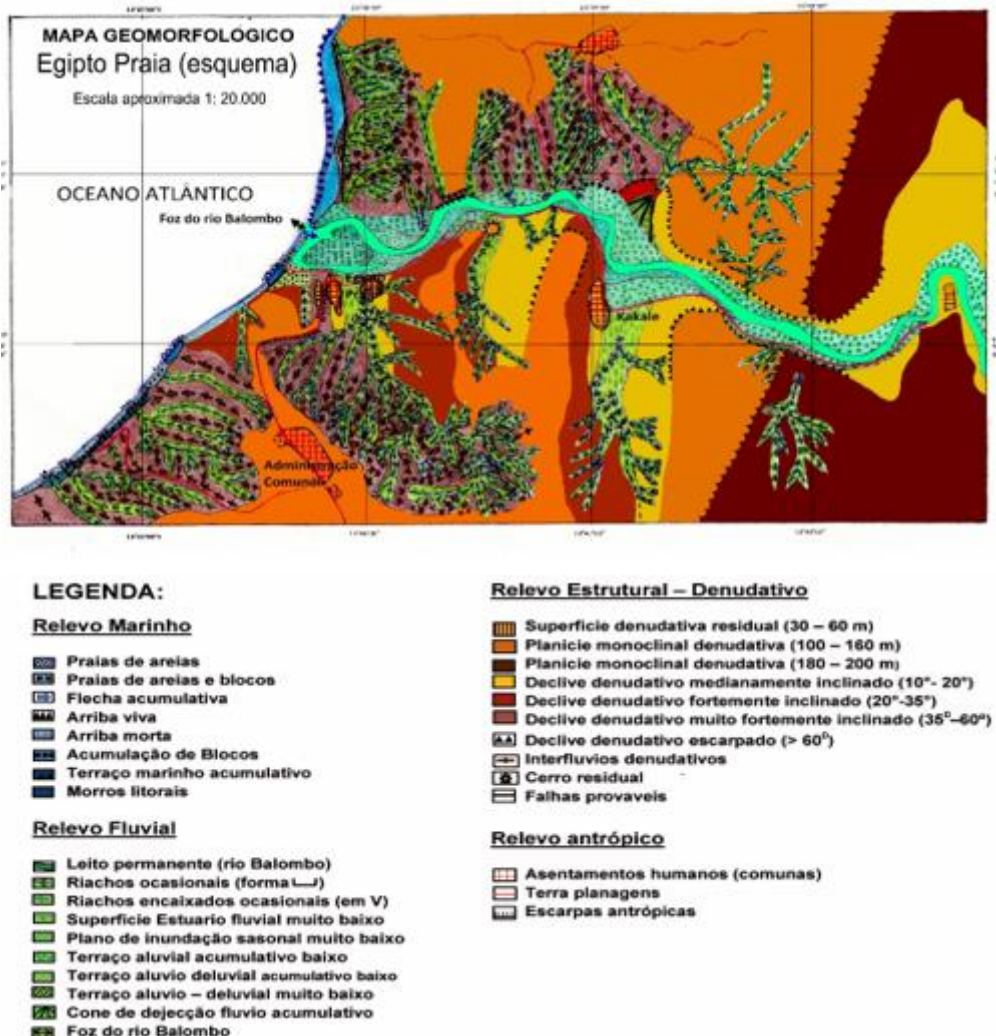 MAPA GEOMORFOLÓGICO
Egipto Praia (esquema)
Escala aproximada 1: 20.000
OCEANO ATLÂNTICO
Foz do rio Balombo
Kakale
Administração
Comunal
LEGENDA:
Relevo Marinho
Praias de areias
Praias de areias e blocos
Flecha acumulativa
Arriba viva
Arriba morta
Acumulação de Blocos
Terraço marinho acumulativo
Morros litorais
Relevo Fluvial
Leito permanente (rio Balombo)
Riachos ocasionais (forma)
Riachos encaixados ocasionais (em V)
Superficie Estuario fluvial muito baixo
Plano de inundação sasonal muito baixo
Terraço aluvial acumulativo baixo
Terraço aluvio deluvial acumulativo baixo
Terraço aluvio – deluvial muito baixo
Cone de dejecção fluvio acumulativo
Foz do rio Balombo
Relevo Estrutural – Denudativo
Superficie denudativa residual (30 – 60 m)
Planicie monoclinal denudativa (100 – 160 m)
Planicie monoclinal denudativa (180 – 200 m)
Declive denudativo medianamente inclinado (10°- 20°)
Declive denudativo fortemente inclinado (20°-35°)
Declive denudativo muito fortemente inclinado (35º–60º)
Declive denudativo escarpado (> 60º)
Interfluvios denudativos
Cerro residual
Falhas provaveis
Relevo antrópico
Asentamentos humanos (comunas)
Terra planagens
Escarpas antrópicas